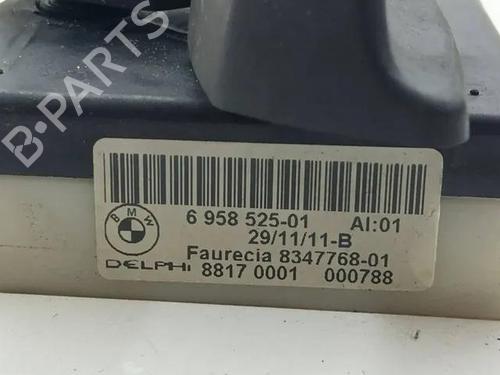 B-PARTS
BMW
6 958 525-01 AI:01
29/11/11-B
Faurecia 8347768-01
DELPHI 8817 0001 000788